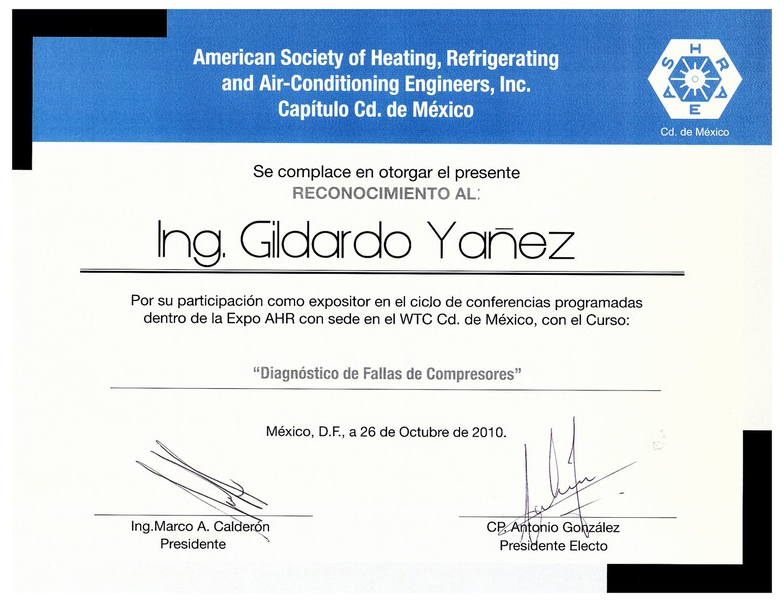 American Society of Heating, Refrigerating
and Air-Conditioning Engineers, Inc.
Capítulo Cd. de México
ASHRAE
Cd. de México
Se complace en otorgar el presente
RECONOCIMIENTO AL:
Ing. Gildardo Yañez
Por su participación como expositor en el ciclo de conferencias programadas
dentro de la Expo AHR con sede en el WTC Cd. de México, con el Curso:
“Diagnóstico de Fallas de Compresores”
México, D.F., a 26 de Octubre de 2010.
Ing.Marco A. Calderón
Presidente
CP. Antonio González
Presidente Electo